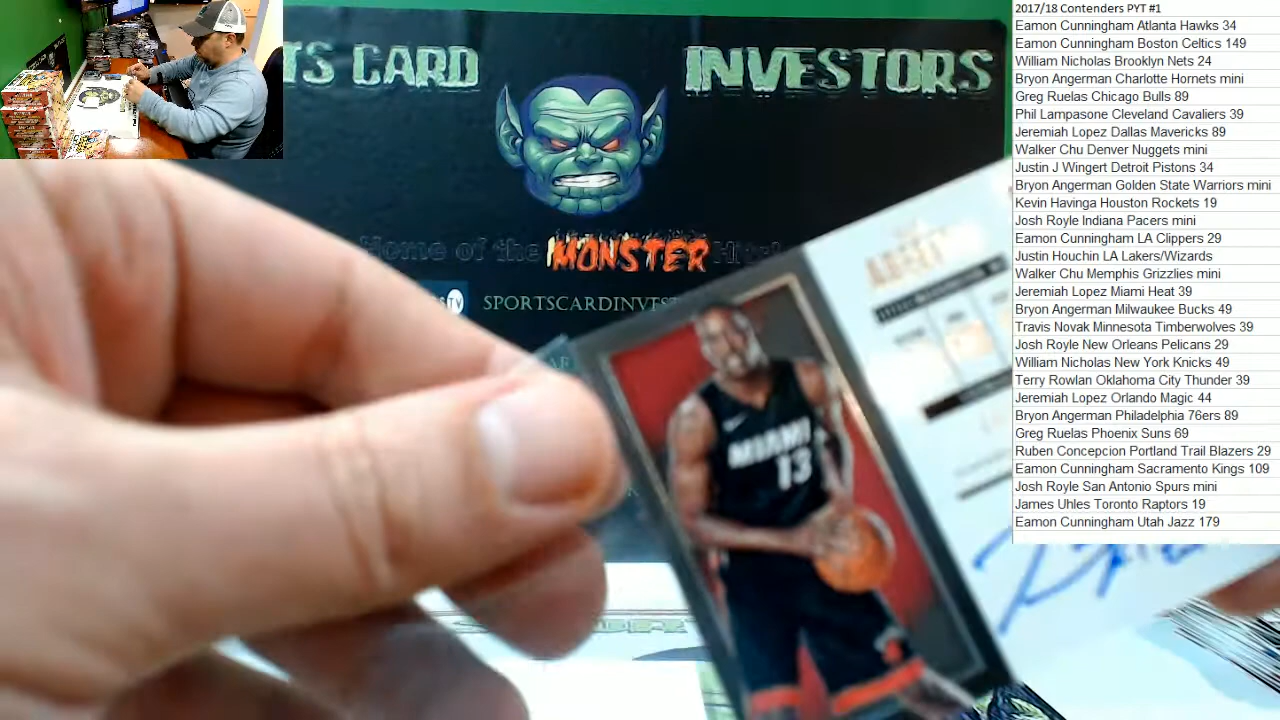 TS CARD INVESTORS
Home of the MONSTER Hit
TV SPORTSCARDINVEST
MIAMI
13
2017/18 Contenders PYT #1
Eamon Cunningham Atlanta Hawks 34
Eamon Cunningham Boston Celtics 149
William Nicholas Brooklyn Nets 24
Bryon Angerman Charlotte Hornets mini
Greg Ruelas Chicago Bulls 89
Phil Lampasone Cleveland Cavaliers 39
Jeremiah Lopez Dallas Mavericks 89
Walker Chu Denver Nuggets mini
Justin J Wingert Detroit Pistons 34
Bryon Angerman Golden State Warriors mini
Kevin Havinga Houston Rockets 19
Josh Royle Indiana Pacers mini
Eamon Cunningham LA Clippers 29
Justin Houchin LA Lakers/Wizards
Walker Chu Memphis Grizzlies mini
Jeremiah Lopez Miami Heat 39
Bryon Angerman Milwaukee Bucks 49
Travis Novak Minnesota Timberwolves 39
Josh Royle New Orleans Pelicans 29
William Nicholas New York Knicks 49
Terry Rowlan Oklahoma City Thunder 39
Jeremiah Lopez Orlando Magic 44
Bryon Angerman Philadelphia 76ers 89
Greg Ruelas Phoenix Suns 69
Ruben Concepcion Portland Trail Blazers 29
Eamon Cunningham Sacramento Kings 109
Josh Royle San Antonio Spurs mini
James Uhles Toronto Raptors 19
Eamon Cunningham Utah Jazz 179